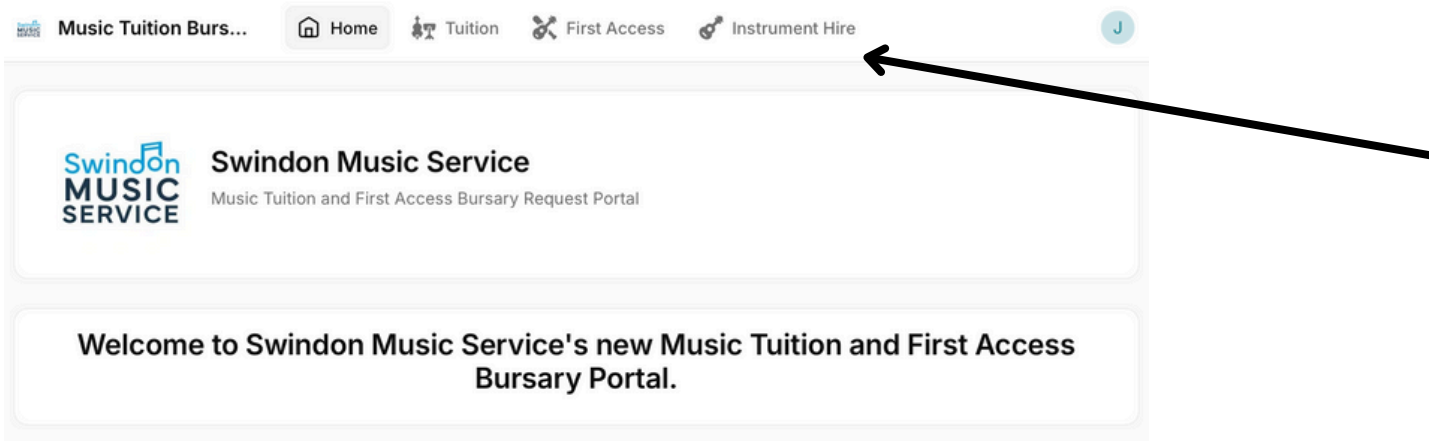 Music Tuition Burs...
Home
Tuition
First Access
Instrument Hire
J
Swindon
MUSIC
SERVICE
Swindon Music Service
Music Tuition and First Access Bursary Request Portal
Welcome to Swindon Music Service's new Music Tuition and First Access
Bursary Portal.